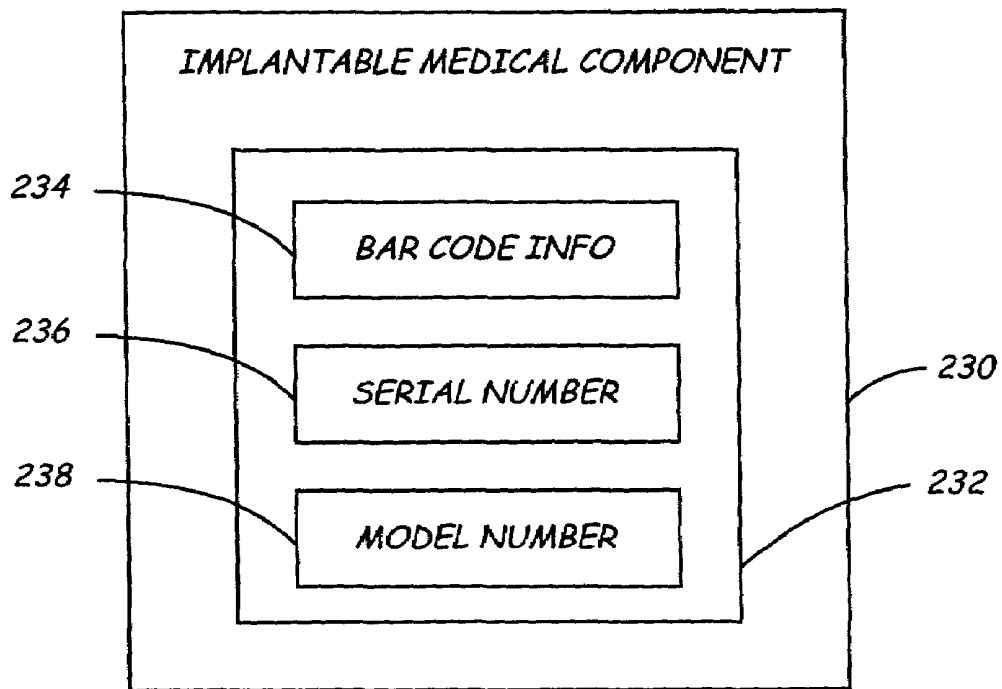 IMPLANTABLE MEDICAL COMPONENT
234
BAR CODE INFO
236
SERIAL NUMBER
230
238
MODEL NUMBER
232